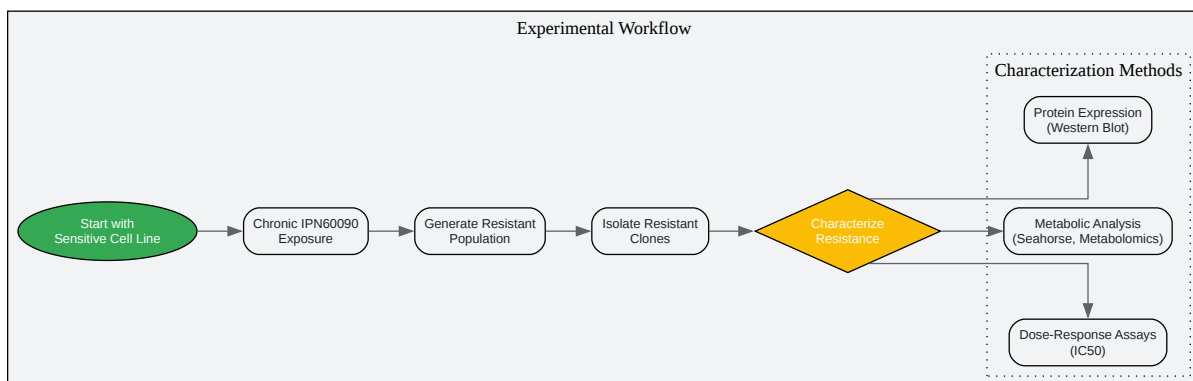 Experimental Workflow
Characterization Methods
Protein Expression
(Western Blot)
Start with
Sensitive Cell Line
Chronic IPN60090
Exposure
Generate Resistant
Population
Isolate Resistant
Clones
Characterize
Resistance
Metabolic Analysis
(Seahorse, Metabolomics)
Dose-Response Assays
(IC50)